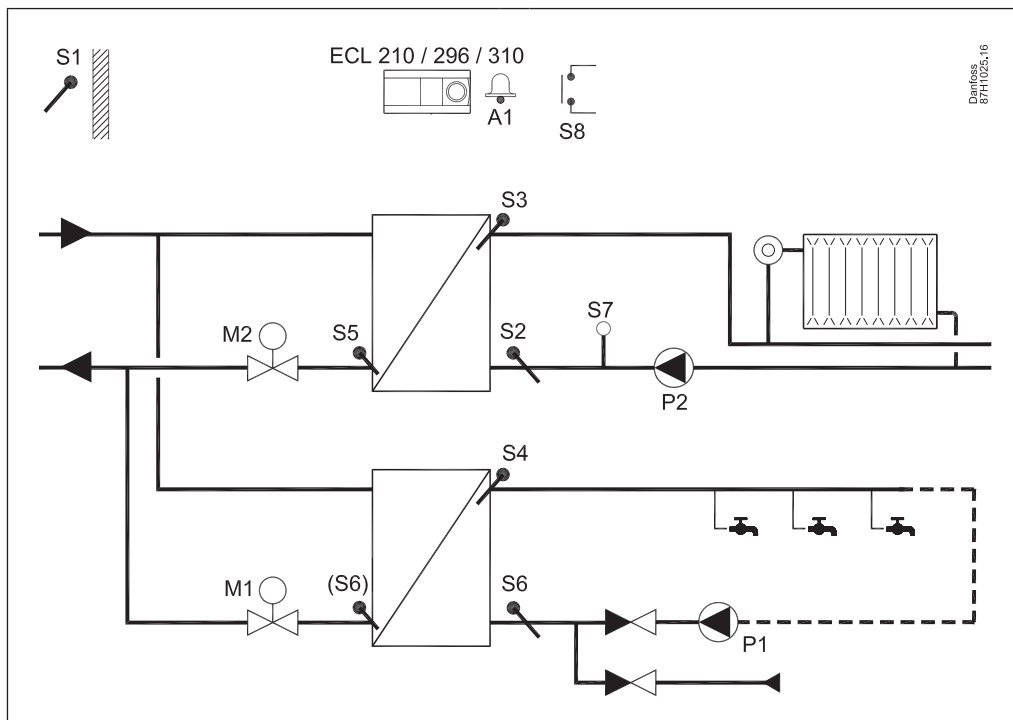 S1
ECL 210 / 296 / 310
A1
S8
Danfoss
87H1025.16
S3
M2
S5
S2
S7
P2
S4
M1
(S6)
S6
P1